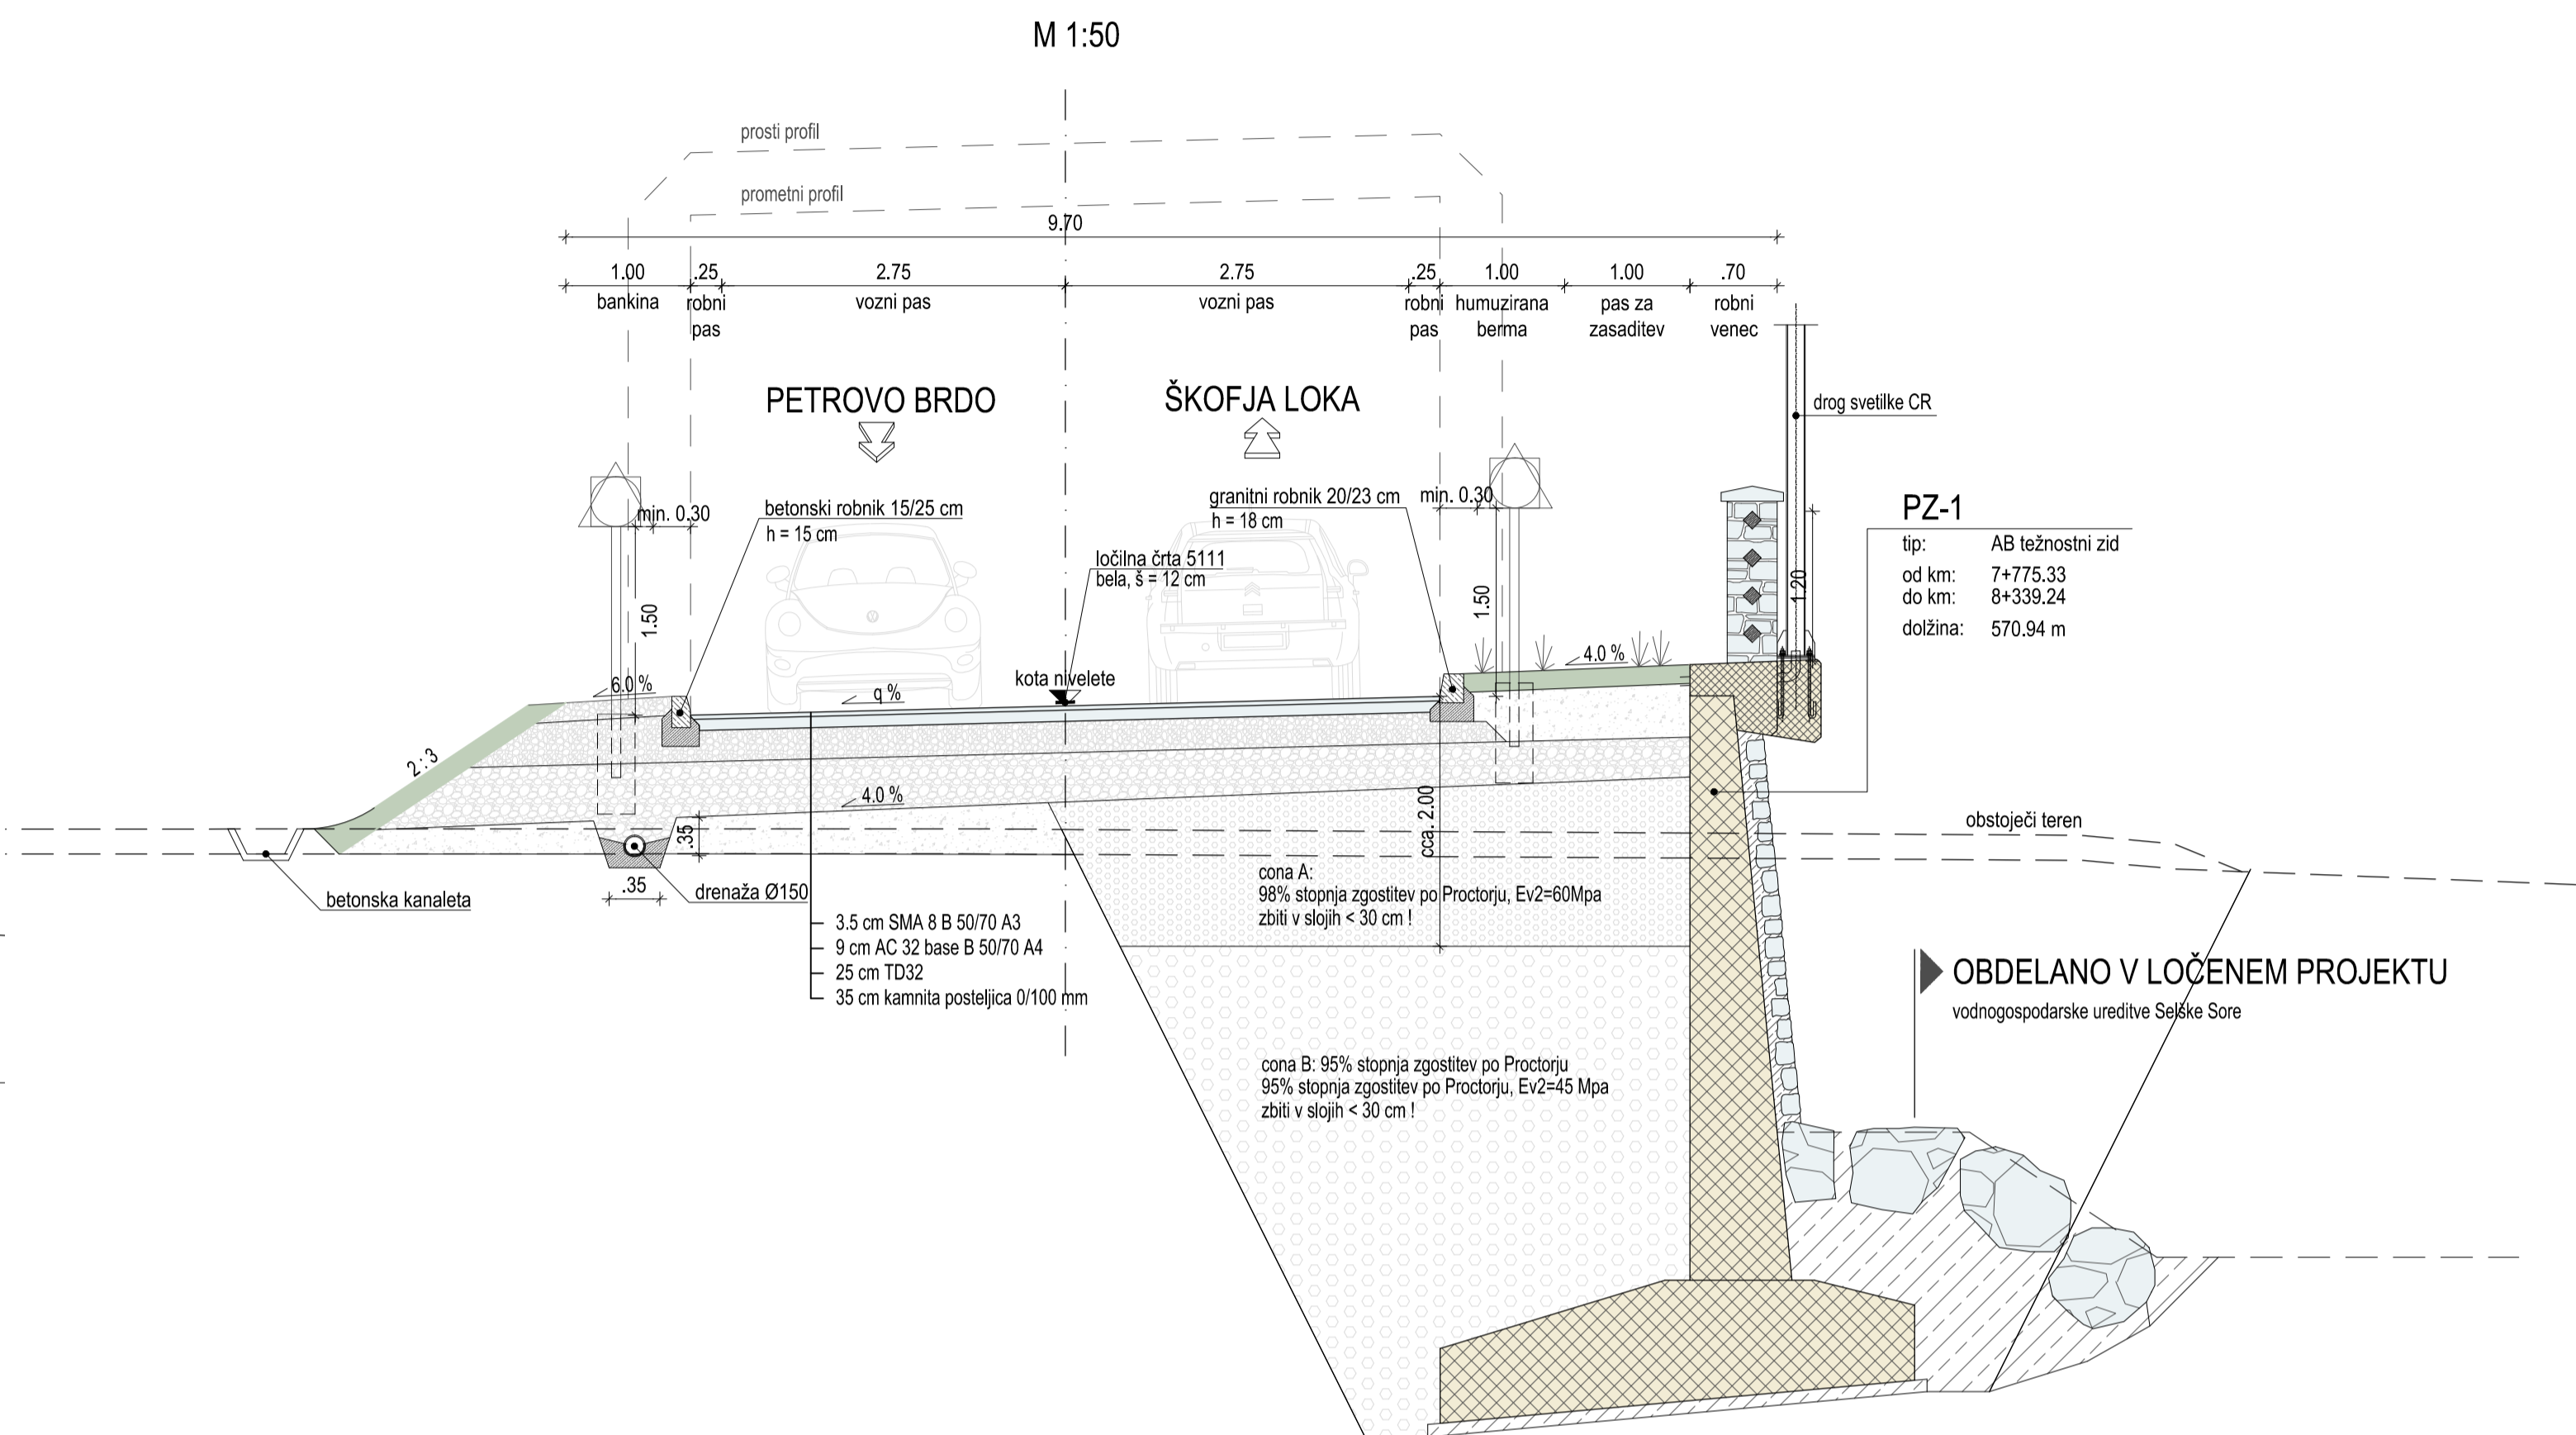 M 1:50
prosti profil
prometni profil
9.70
1.00 .25 2.75 2.75 .25 1.00 1.00 .70
bankina robni vozni pas vozni pas robni humuzirana pas za robni
pas pas berma zasaditev venec
PETROVO BRDO ŠKOFJA LOKA
drog svetilke CR
betonski robnik 15/25 cm
h = 15 cm
granitni robnik 20/23 cm
h = 18 cm
min. 0.30
min. 0.30
ločilna črta 5111
bela, š = 12 cm
1.50
1.50
1.20
PZ-1
tip: AB težnostni zid
od km: 7+775.33
do km: 8+339.24
dolžina: 570.94 m
kota nivelete
6.0 %
q %
4.0 %
2 : 3
4.0 %
.35
.35
cca. 2.00
obstoječi teren
betonska kanaleta
drenaža Ø150
3.5 cm SMA 8 B 50/70 A3
9 cm AC 32 base B 50/70 A4
25 cm TD32
35 cm kamnita posteljica 0/100 mm
cona A:
98% stopnja zgostitev po Proctorju, Ev2=60Mpa
zbiti v slojih < 30 cm !
cona B: 95% stopnja zgostitev po Proctorju
95% stopnja zgostitev po Proctorju, Ev2=45 Mpa
zbiti v slojih < 30 cm !
OBDELANO V LOČENEM PROJEKTU
vodnogospodarske ureditve Selške Sore